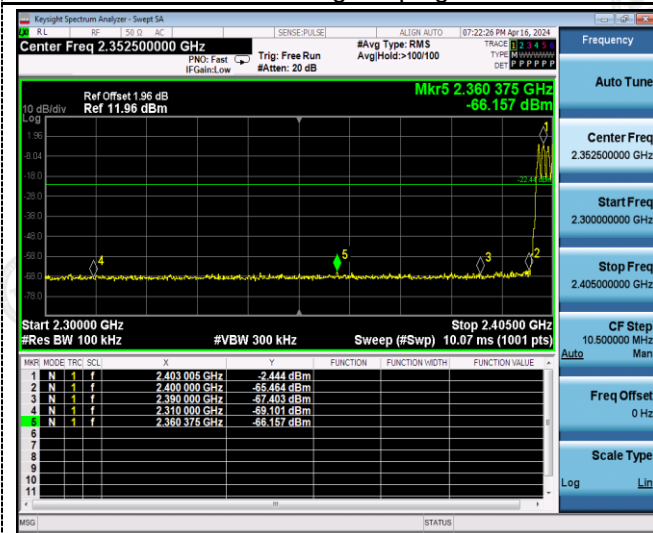 Keysight Spectrum Analyzer - Swept SA
RL RF 50 Ω AC SENSE:PULSE ALIGN AUTO 07:22:26 PM Apr 16, 2024
Center Freq 2.352500000 GHz #Avg Type: RMS TRACE 1 2 3 4 5 6
PNO: Fast Trig: Free Run Avg|Hold:>100/100 TYPE M WWWWW
IFGain:Low #Atten: 20 dB DET P P P P P P
Mkr5 2.360 375 GHz
-66.157 dBm
Ref Offset 1.96 dB
10 dB/div Ref 11.96 dBm
Log
1.96
-8.04
-18.0
-28.0
-38.0
-48.0
-58.0
-68.0
-78.0
1
2
3
4
5
Start 2.30000 GHz Stop 2.40500 GHz
#Res BW 100 kHz #VBW 300 kHz Sweep (#Swp) 10.07 ms (1001 pts)
MKR MODE TRC SCL X Y FUNCTION FUNCTION WIDTH FUNCTION VALUE
1 N 1 f 2.403 005 GHz -2.444 dBm
2 N 1 f 2.400 000 GHz -65.464 dBm
3 N 1 f 2.390 000 GHz -67.403 dBm
4 N 1 f 2.310 000 GHz -69.101 dBm
5 N 1 f 2.360 375 GHz -66.157 dBm
6
7
8
9
10
11
MSG STATUS
Frequency
Auto Tune
Center Freq
2.352500000 GHz
Start Freq
2.300000000 GHz
Stop Freq
2.405000000 GHz
CF Step
10.500000 MHz
Auto Man
Freq Offset
0 Hz
Scale Type
Log Lin